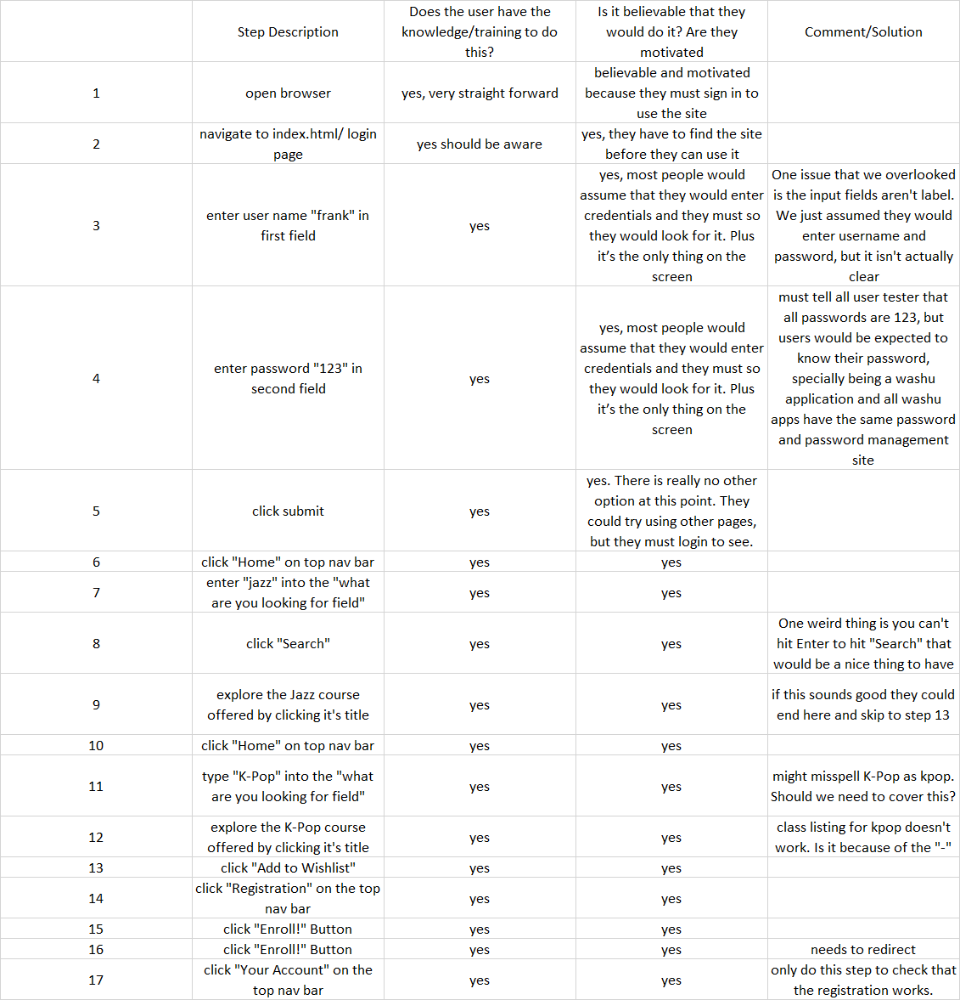 Step Description
Does the user have the
knowledge/training to do
this?
Is it believable that they
would do it? Are they
motivated
Comment/Solution
1
open browser
yes, very straight forward
believable and motivated
because they must sign in to
use the site
2
navigate to index.html/ login
page
yes should be aware
yes, they have to find the site
before they can use it
3
enter user name "frank" in
first field
yes
yes, most people would
assume that they would enter
credentials and they must so
they would look for it. Plus
it’s the only thing on the
screen
One issue that we overlooked
is the input fields aren't label.
We just assumed they would
enter username and
password, but it isn't actually
clear
4
enter password "123" in
second field
yes
yes, most people would
assume that they would enter
credentials and they must so
they would look for it. Plus
it’s the only thing on the
screen
must tell all user tester that
all passwords are 123, but
users would be expected to
know their password,
specially being a washu
application and all washu
apps have the same password
and password management
site
5
click submit
yes
yes. There is really no other
option at this point. They
could try using other pages,
but they must login to see.
6
click "Home" on top nav bar
yes
yes
7
enter "jazz" into the "what
are you looking for field"
yes
yes
8
click "Search"
yes
yes
One weird thing is you can't
hit Enter to hit "Search" that
would be a nice thing to have
9
explore the Jazz course
offered by clicking it's title
yes
yes
if this sounds good they could
end here and skip to step 13
10
click "Home" on top nav bar
yes
yes
11
type "K-Pop" into the "what
are you looking for field"
yes
yes
might misspell K-Pop as kpop.
Should we need to cover this?
12
explore the K-Pop course
offered by clicking it's title
yes
yes
class listing for kpop doesn't
work. Is it because of the "-"
13
click "Add to Wishlist"
yes
yes
14
click "Registration" on the top
nav bar
yes
yes
15
click "Enroll!" Button
yes
yes
16
click "Enroll!" Button
yes
yes
needs to redirect
17
click "Your Account" on the
top nav bar
yes
yes
only do this step to check that
the registration works.